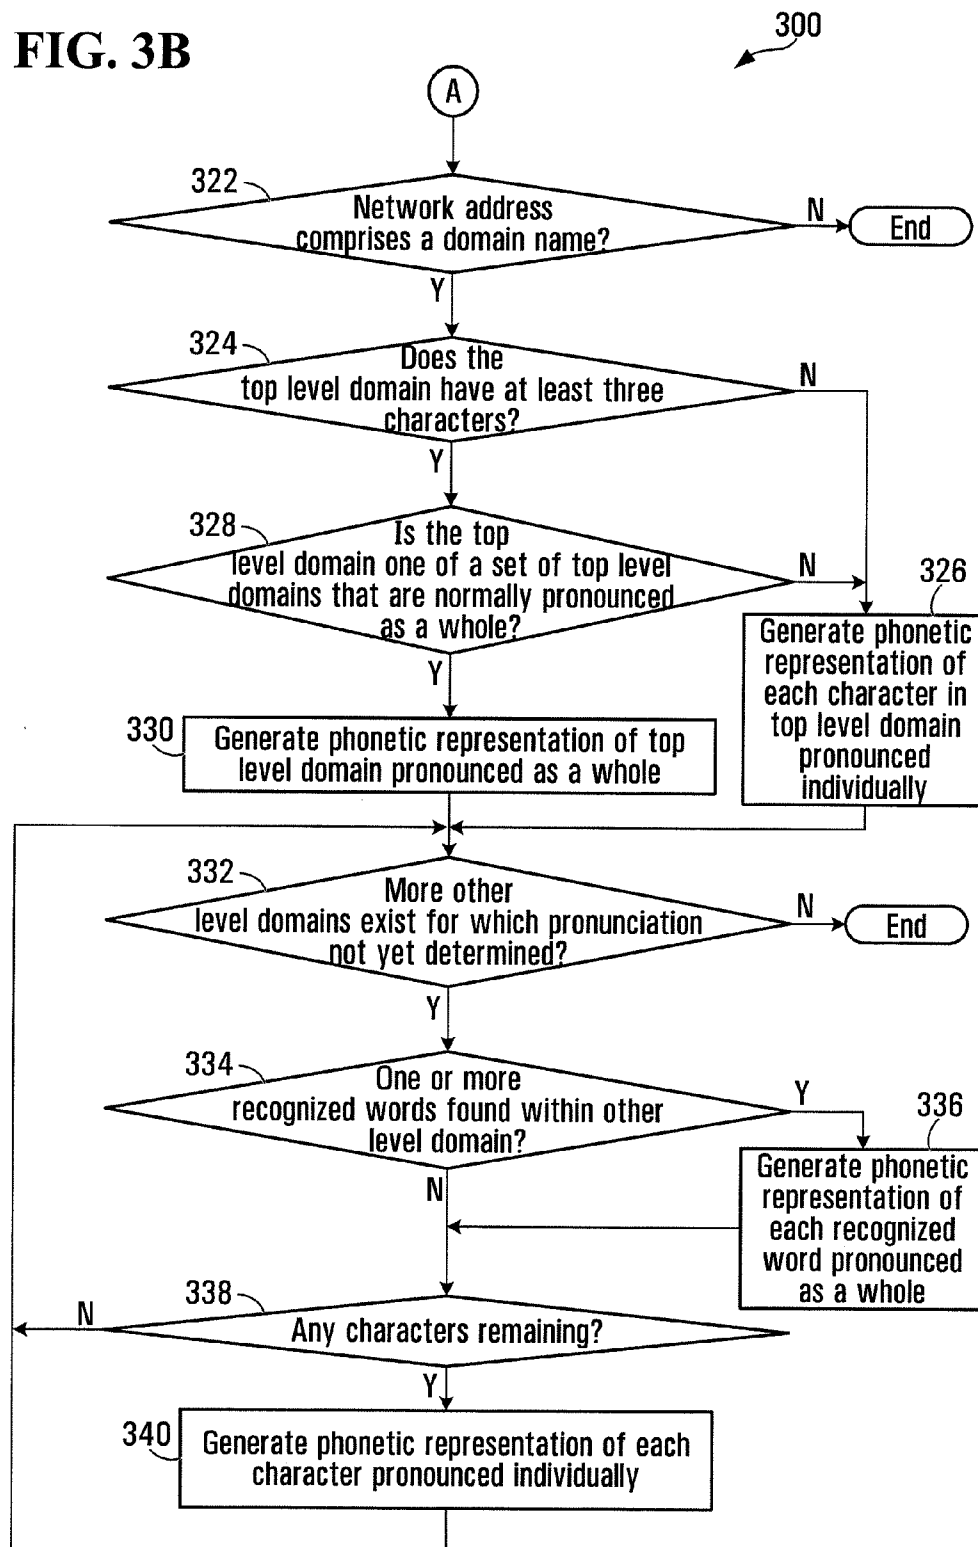 FIG. 3B
300
A
322
Network address
comprises a domain name?
N
End
Y
324
Does the
top level domain have at least three
characters?
N
Y
328
Is the top
level domain one of a set of top level
domains that are normally pronounced
as a whole?
N
326
Generate phonetic
representation of
each character in
top level domain
pronounced
individually
Y
330
Generate phonetic representation of top
level domain pronounced as a whole
332
More other
level domains exist for which pronunciation
not yet determined?
N
End
Y
334
One or more
recognized words found within other
level domain?
Y
336
Generate phonetic
representation of
each recognized
word pronounced
as a whole
N
338
Any characters remaining?
N
Y
340
Generate phonetic representation of each
character pronounced individually